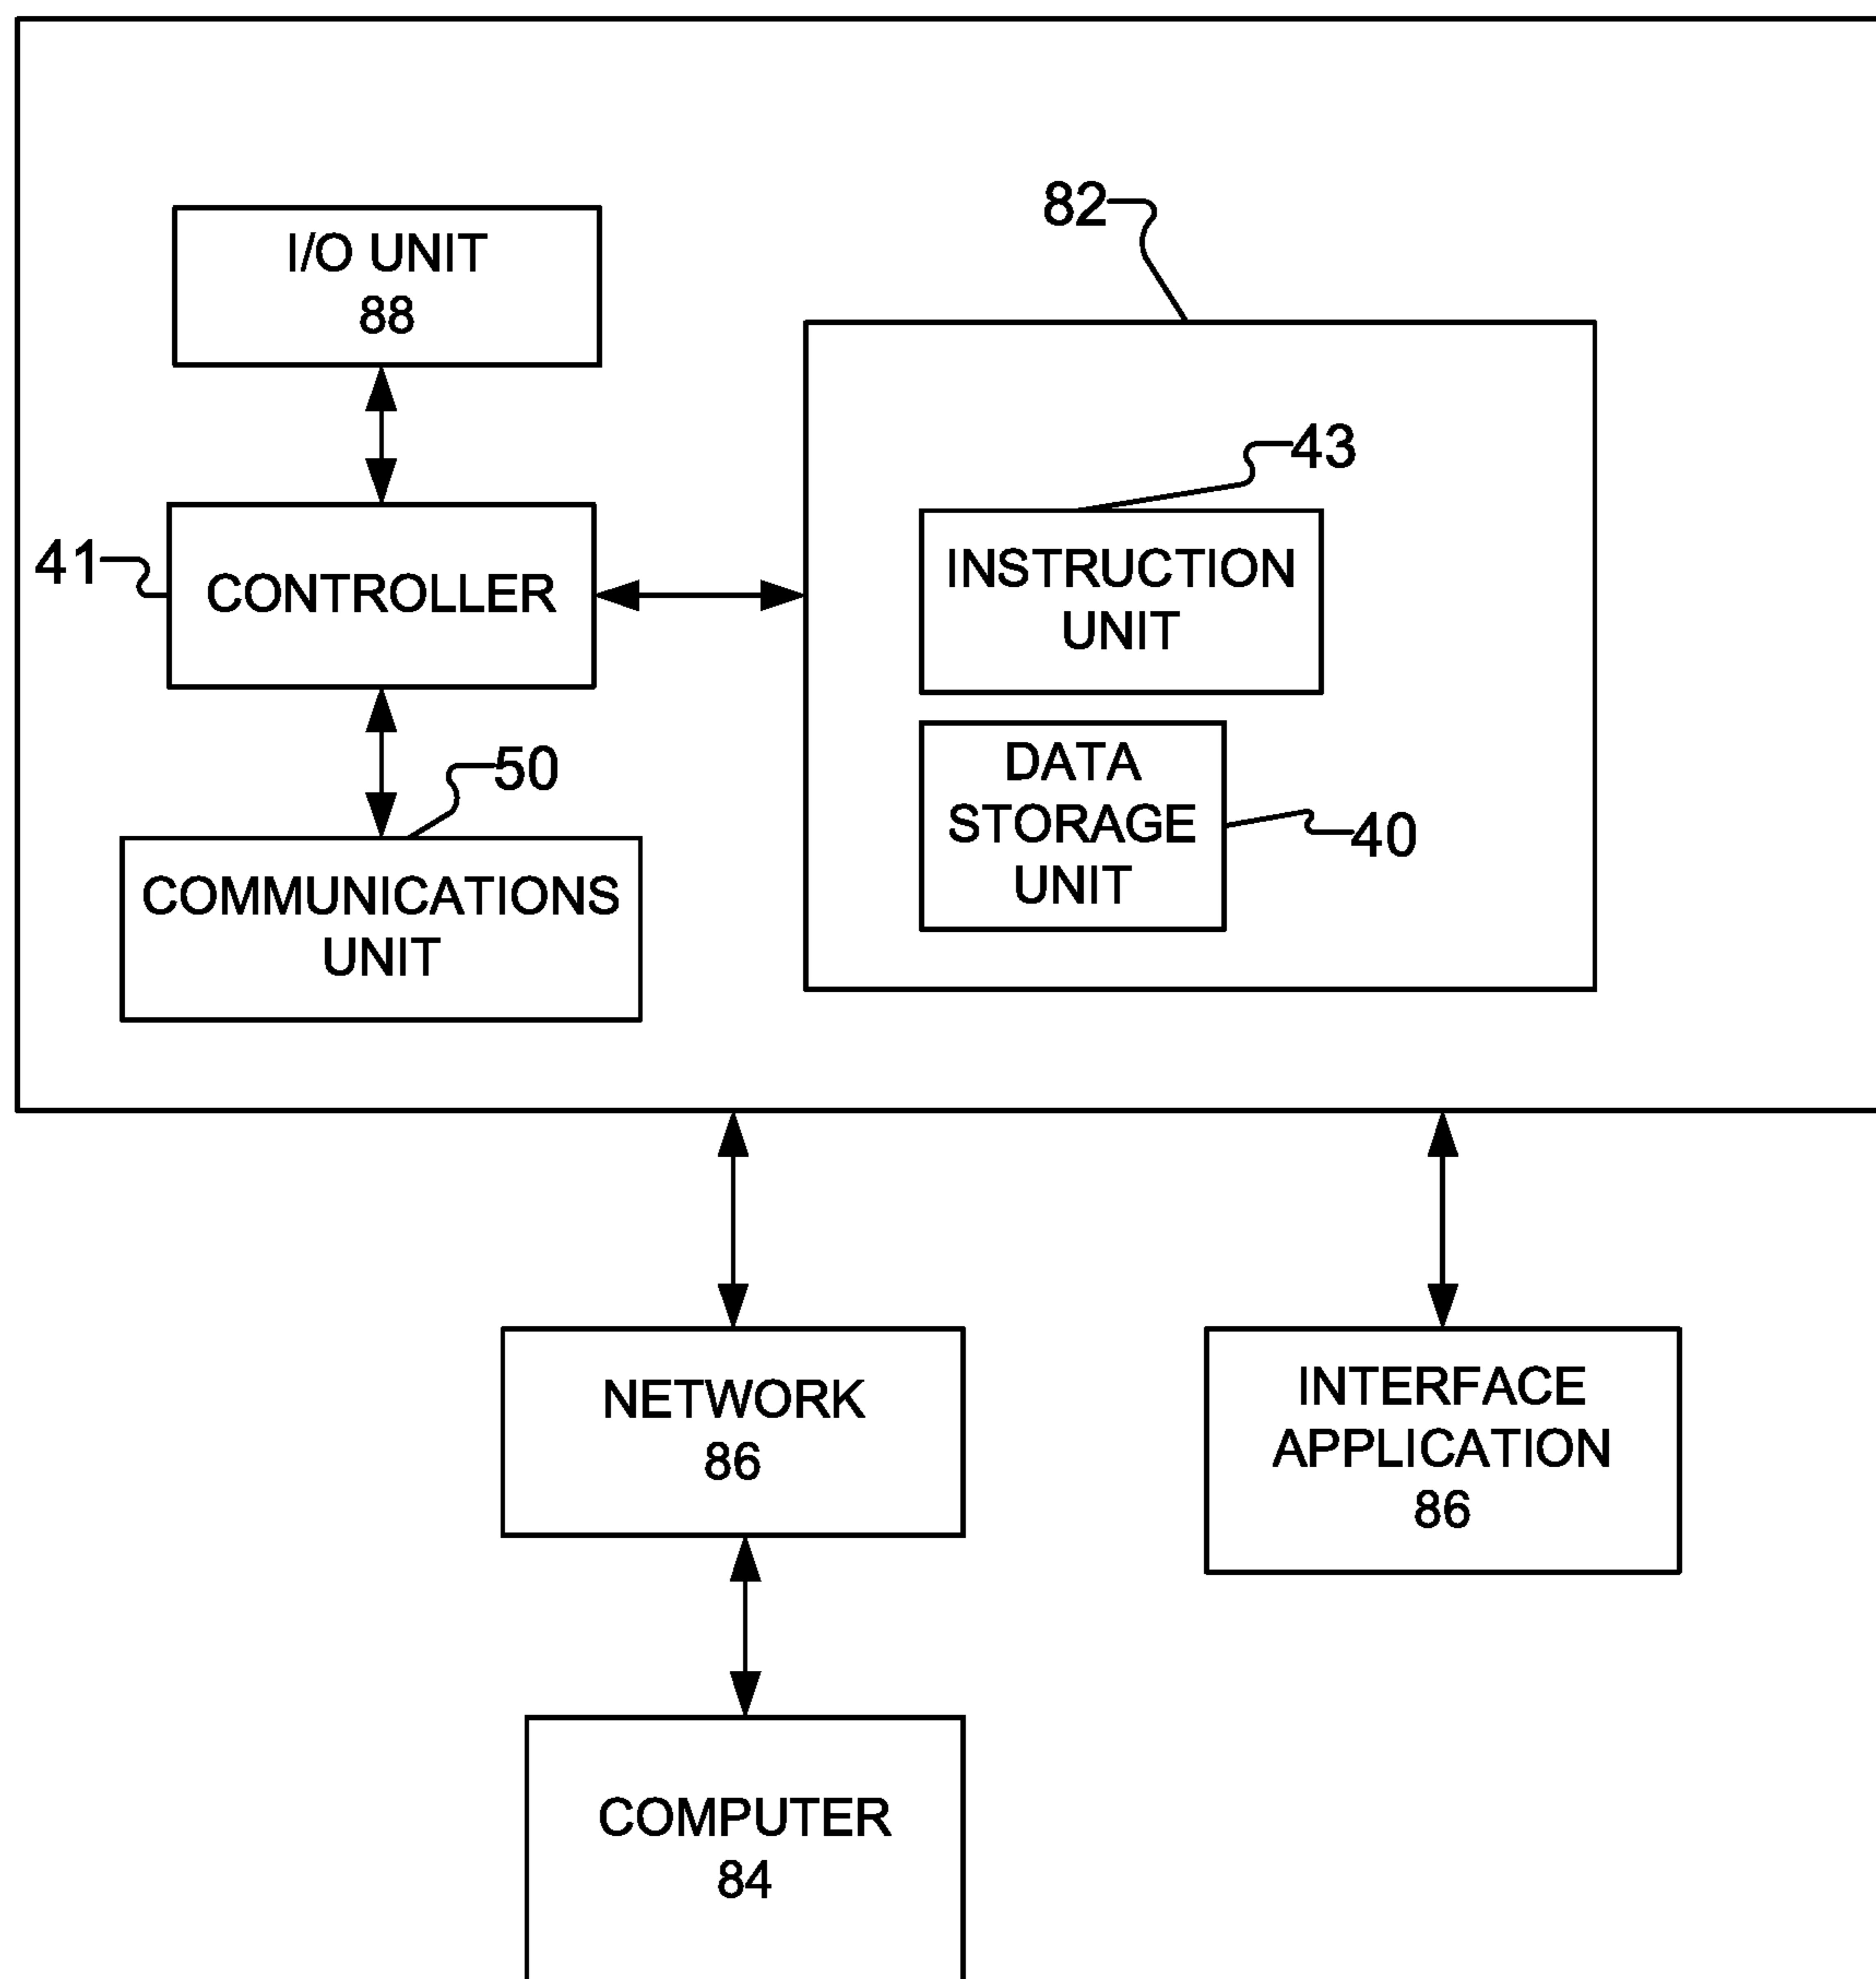 I/O UNIT
88
82
43
41
CONTROLLER
INSTRUCTION
UNIT
50
DATA
STORAGE
UNIT
40
COMMUNICATIONS
UNIT
NETWORK
86
INTERFACE
APPLICATION
86
COMPUTER
84